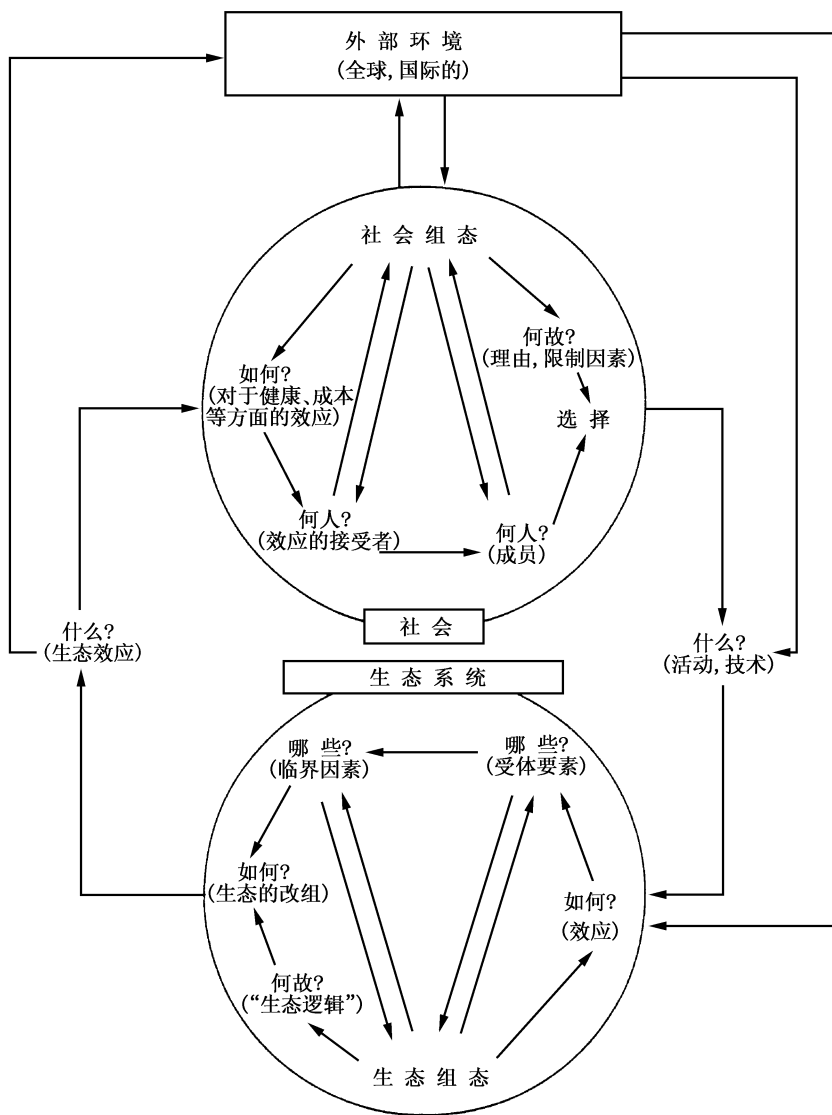 外部环境
(全球,国际的)
社会组态
何故?
(理由,限制因素)
如何?
(对于健康、成本
等方面的效应)
选择
何人?
(效应的接受者)
何人?
(成员)
社会
什么?
(生态效应)
什么?
(活动,技术)
生态系统
哪些?
(临界因素)
哪些?
(受体要素)
如何?
(生态的改组)
如何?
(效应)
何故?
(“生态逻辑”)
生态组态